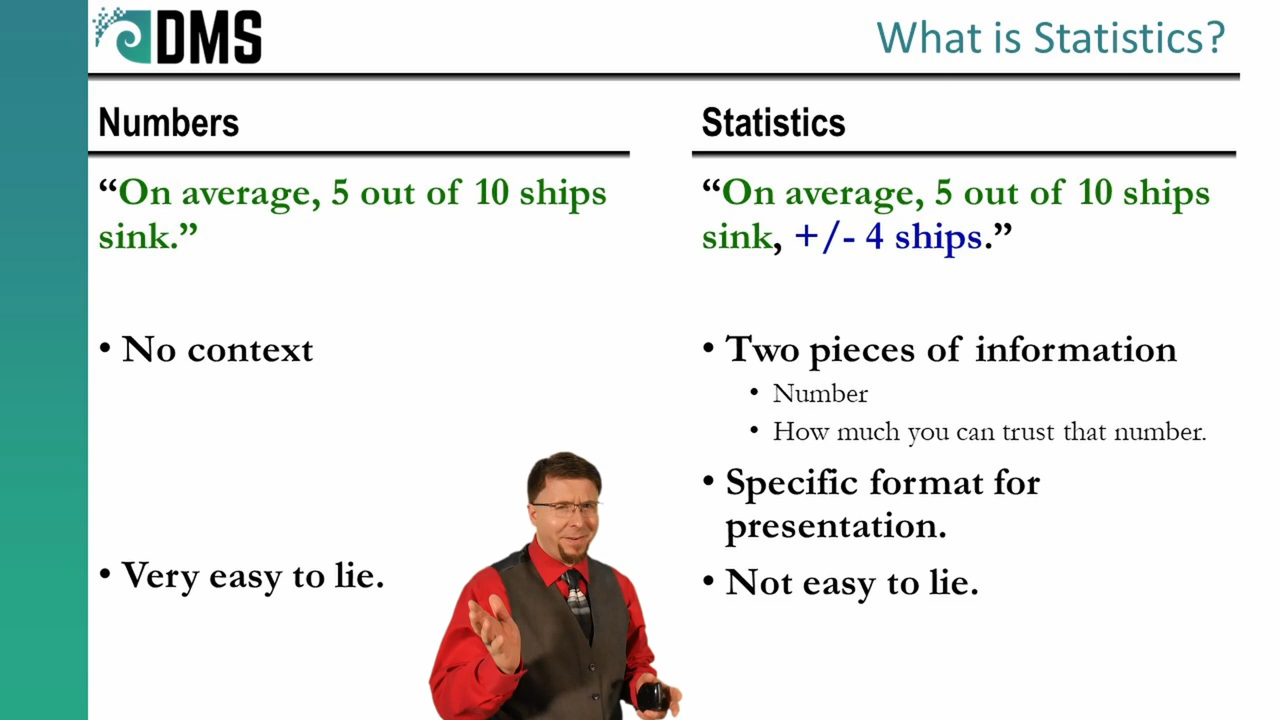 DMS
What is Statistics?
Numbers
“On average, 5 out of 10 ships
sink.”
• No context
• Very easy to lie.
Statistics
“On average, 5 out of 10 ships
sink, +/- 4 ships.”
• Two pieces of information
• Number
• How much you can trust that number.
• Specific format for
presentation.
• Not easy to lie.